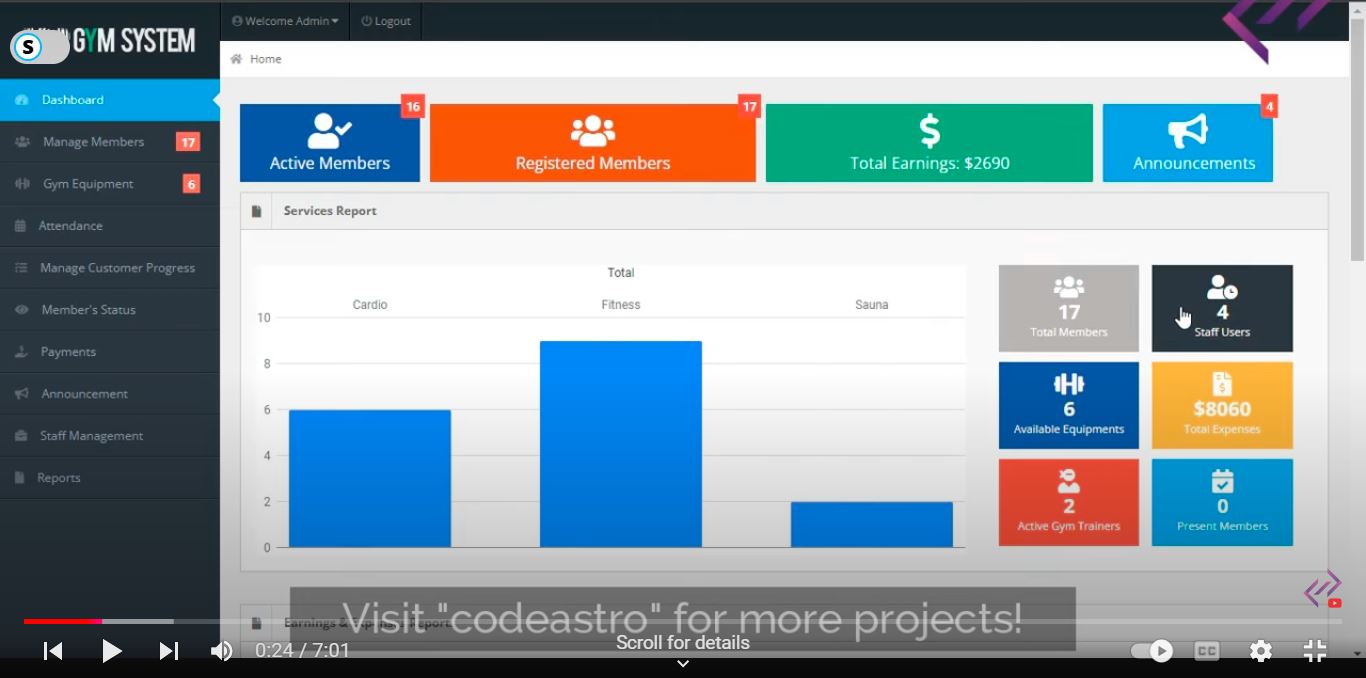 Welcome Admin
Logout
S
GYM SYSTEM
Home
Dashboard
Manage Members 17
Gym Equipment 6
Attendance
Manage Customer Progress
Member's Status
Payments
Announcement
Staff Management
Reports
16
Active Members
17
Registered Members
Total Earnings: $2690
4
Announcements
Services Report
Total
Cardio Fitness Sauna
10
8
6
4
2
0
17
Total Members
4
Staff Users
6
Available Equipments
$8060
Total Expenses
2
Active Gym Trainers
0
Present Members
Earnings & Expenses Report
Visit "codeastro" for more projects!
Scroll for details
0:24 / 7:01
CC